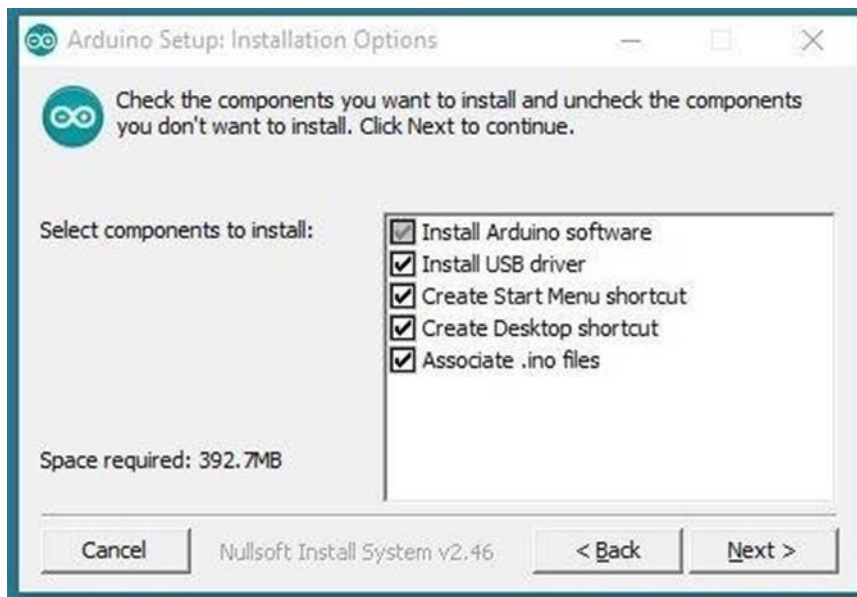 Arduino Setup: Installation Options
Check the components you want to install and uncheck the components
you don't want to install. Click Next to continue.
Select components to install:
Install Arduino software
Install USB driver
Create Start Menu shortcut
Create Desktop shortcut
Associate .ino files
Space required: 392.7MB
Cancel
Nullsoft Install System v2.46
< Back
Next >